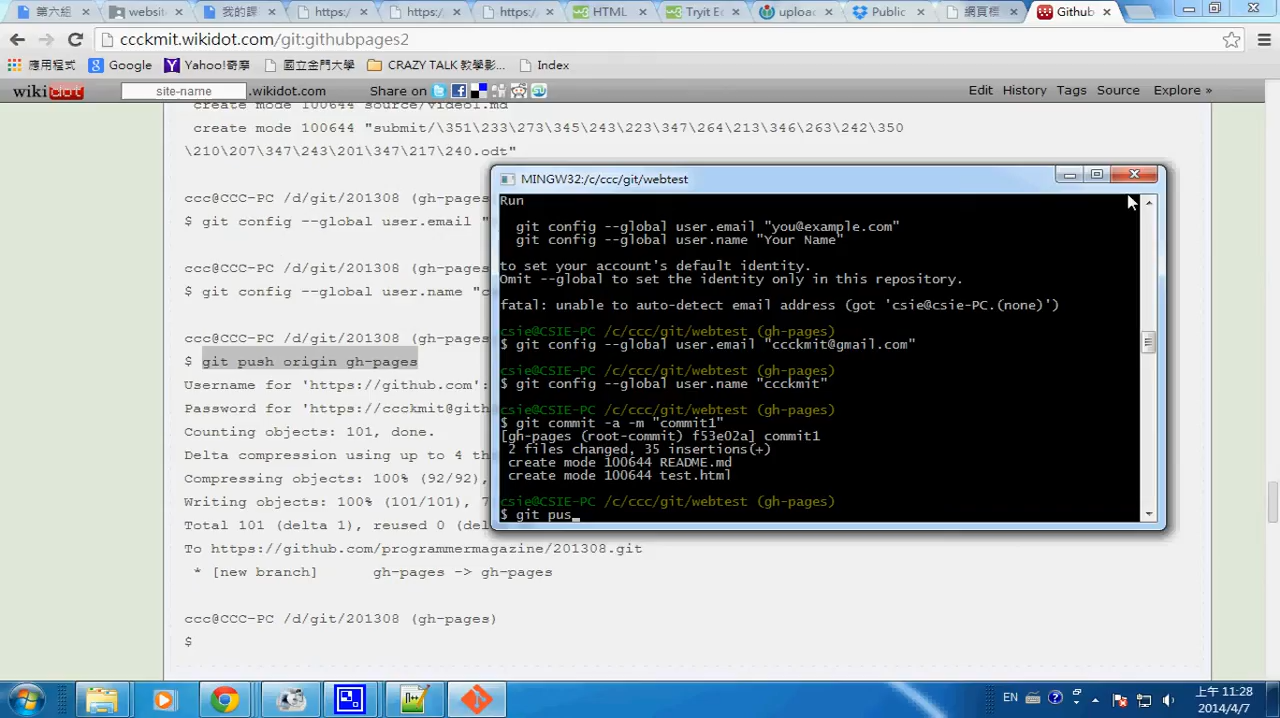 第六組
website
我的課
https:/
https:/
https:/
HTML
Tryit E
upload
Public
網頁標
Github
ccckmit.wikidot.com/git:githubpages2
應用程式
Google
Yahoo!奇摩
國立金門大學
CRAZY TALK教學影...
Index
wikidot
site-name
.wikidot.com
Share on
Edit
History
Tags
Source
Explore »
create mode 100644 source/video1.md
create mode 100644 "submit/\351\233\273\345\243\223\347\264\213\346\263\242\350
\210\207\347\243\201\347\217\240.odt"
ccc@CCC-PC /d/git/201308 (gh-pages
$ git config --global user.email "
ccc@CCC-PC /d/git/201308 (gh-pages
$ git config --global user.name "c
ccc@CCC-PC /d/git/201308 (gh-pages
$ git push origin gh-pages
Username for 'https://github.com':
Password for 'https://ccckmit@gith
Counting objects: 101, done.
Delta compression using up to 4 th
Compressing objects: 100% (92/92),
Writing objects: 100% (101/101), 7
Total 101 (delta 1), reused 0 (de
To https://github.com/programmermagazine/201308.git
* [new branch] gh-pages -> gh-pages
ccc@CCC-PC /d/git/201308 (gh-pages)
$
MINGW32:/c/ccc/git/webtest
Run
git config --global user.email "you@example.com"
git config --global user.name "Your Name"
to set your account's default identity.
Omit --global to set the identity only in this repository.
fatal: unable to auto-detect email address (got 'csie@csie-PC.(none)')
csie@CSIE-PC /c/ccc/git/webtest (gh-pages)
$ git config --global user.email "ccckmit@gmail.com"
csie@CSIE-PC /c/ccc/git/webtest (gh-pages)
$ git config --global user.name "ccckmit"
csie@CSIE-PC /c/ccc/git/webtest (gh-pages)
$ git commit -a -m "commit1"
[gh-pages (root-commit) f53e02a] commit1
2 files changed, 35 insertions(+)
create mode 100644 README.md
create mode 100644 test.html
csie@CSIE-PC /c/ccc/git/webtest (gh-pages)
$ git pus_
EN
上午 11:28
2014/4/7